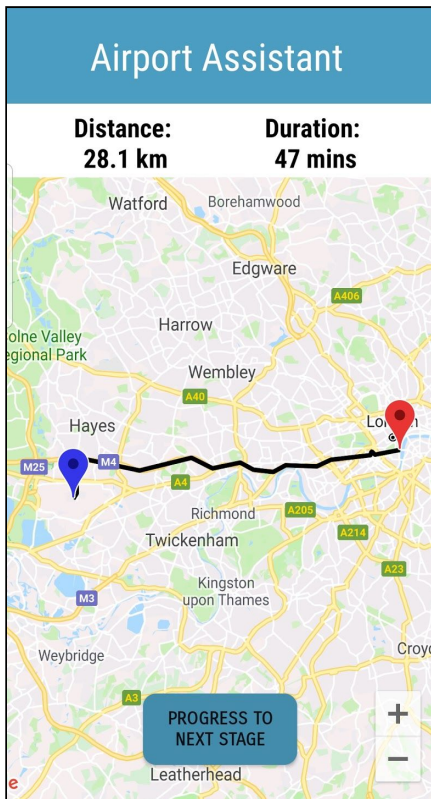 Airport Assistant
Distance:
28.1 km
Duration:
47 mins
Watford
Borehamwood
Edgware
A406
Harrow
olne Valley
egional Park
Wembley
A40
Hayes
M25
M4
A4
Richmond
A205
Twickenham
A214
Kingston
upon Thames
A23
M3
Weybridge
Croyd
A3
PROGRESS TO
NEXT STAGE
+
−
Leatherhead
e